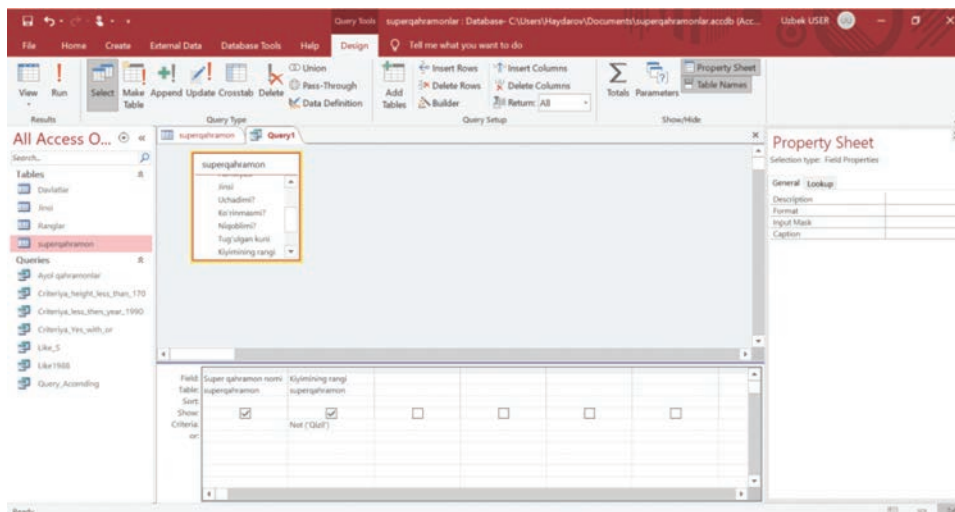 Query Tools superqahramonlar : Database- C:\Users\Haydarov\Documents\superqahramonlar.accdb (Acc... Uzbek USER
File Home Create External Data Database Tools Help Design Tell me what you want to do
View Run Select Make Table Append Update Crosstab Delete
Union
Pass-Through
Data Definition
Add Tables
Insert Rows
Delete Rows
Builder
Insert Columns
Delete Columns
Return: All
Totals Parameters
Property Sheet
Table Names
Results Query Type Query Setup Show/Hide
All Access O...
Search...
Tables
Davlatlar
Jinsi
Ranglar
superqahramon
Queries
Ayol qahramonlar
Criteriya_height_less_than_170
Criteriya_less_then_year_1990
Criteriya_Yes_with_or
Like_S
Like1988
Query_Accending
superqahramon Query1
superqahramon
Jinsi
Uchadimi?
Ko'rinmasmi?
Niqoblimi?
Tug'ulgan kuni
Kiyimining rangi
Field: Super qahramon nomi Kiyimining rangi
Table: superqahramon superqahramon
Sort:
Show:
Criteria: Not ('Qizil')
or:
Property Sheet
Selection type: Field Properties
General Lookup
Description
Format
Input Mask
Caption
Ready